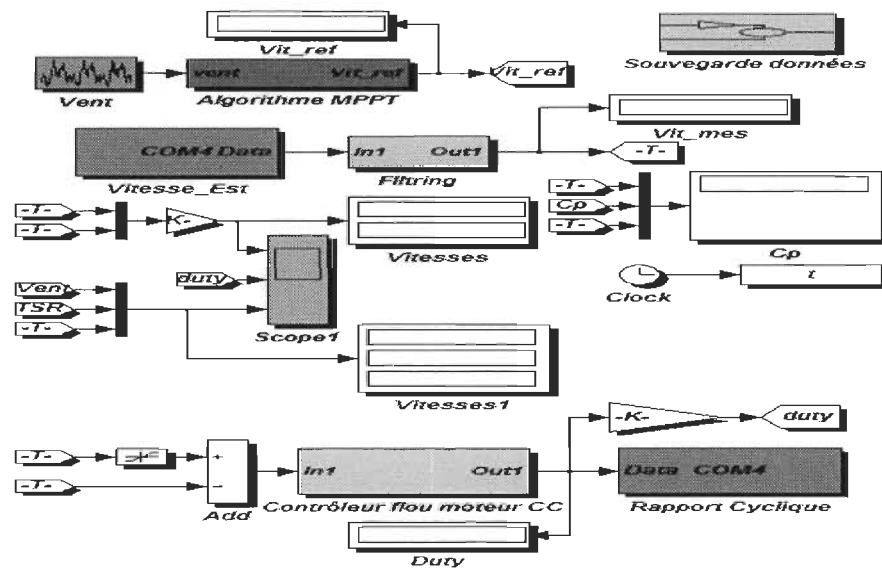 Vit_ref
Souvegarde données
vent Vit_ref
Vit_ref
Vent
Algorithme MPPT
Vit_mes
COM4 Data
In1 Out1
-T-
Vitesse_Est
Filtring
-T-
Cp
-T-
-T-
-T-
K-
Vitesses
Cp
duty
t
Clock
Vent
TSR
-T-
Scope1
Vitesses1
-K-
duty
-T-
+
-
-T-
In1 Out1
Data COM4
Add
Contrôleur flou moteur CC
Rapport Cyclique
Duty